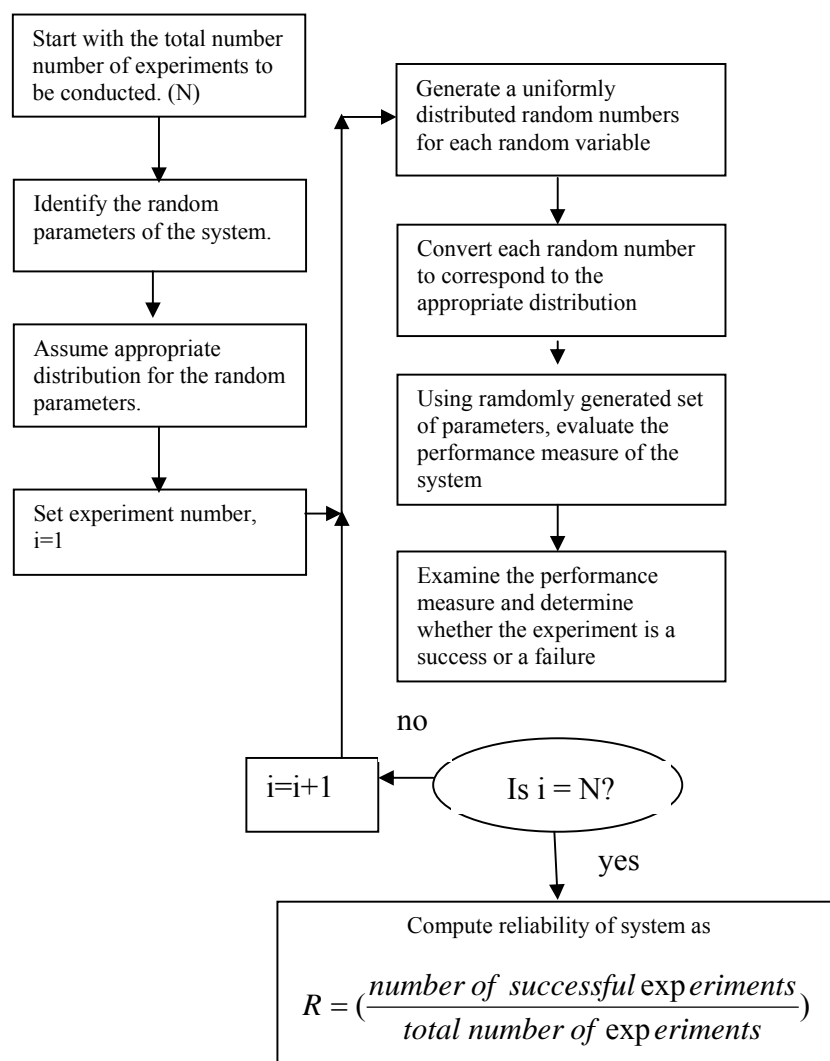 Start with the total number
number of experiments to
be conducted. (N)
Identify the random
parameters of the system.
Assume appropriate
distribution for the random
parameters.
Set experiment number,
i=1
Generate a uniformly
distributed random numbers
for each random variable
Convert each random number
to correspond to the
appropriate distribution
Using ramdomly generated set
of parameters, evaluate the
performance measure of the
system
Examine the performance
measure and determine
whether the experiment is a
success or a failure
no
i=i+1
Is i = N?
yes
Compute reliability of system as
R = (number of successful experiments
total number of experiments)